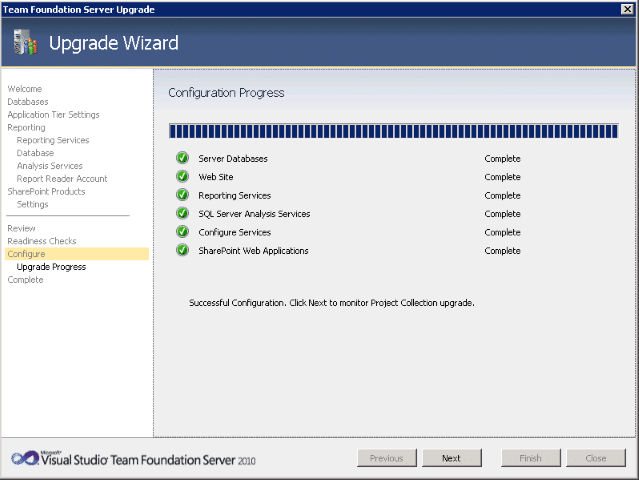 Team Foundation Server Upgrade
Upgrade Wizard
Welcome
Databases
Application Tier Settings
Reporting
Reporting Services
Database
Analysis Services
Report Reader Account
SharePoint Products
Settings
Review
Readiness Checks
Configure
Upgrade Progress
Complete
Configuration Progress
Server Databases Complete
Web Site Complete
Reporting Services Complete
SQL Server Analysis Services Complete
Configure Services Complete
SharePoint Web Applications Complete
Successful Configuration. Click Next to monitor Project Collection upgrade.
Microsoft
Visual Studio Team Foundation Server 2010
Previous Next Finish Close